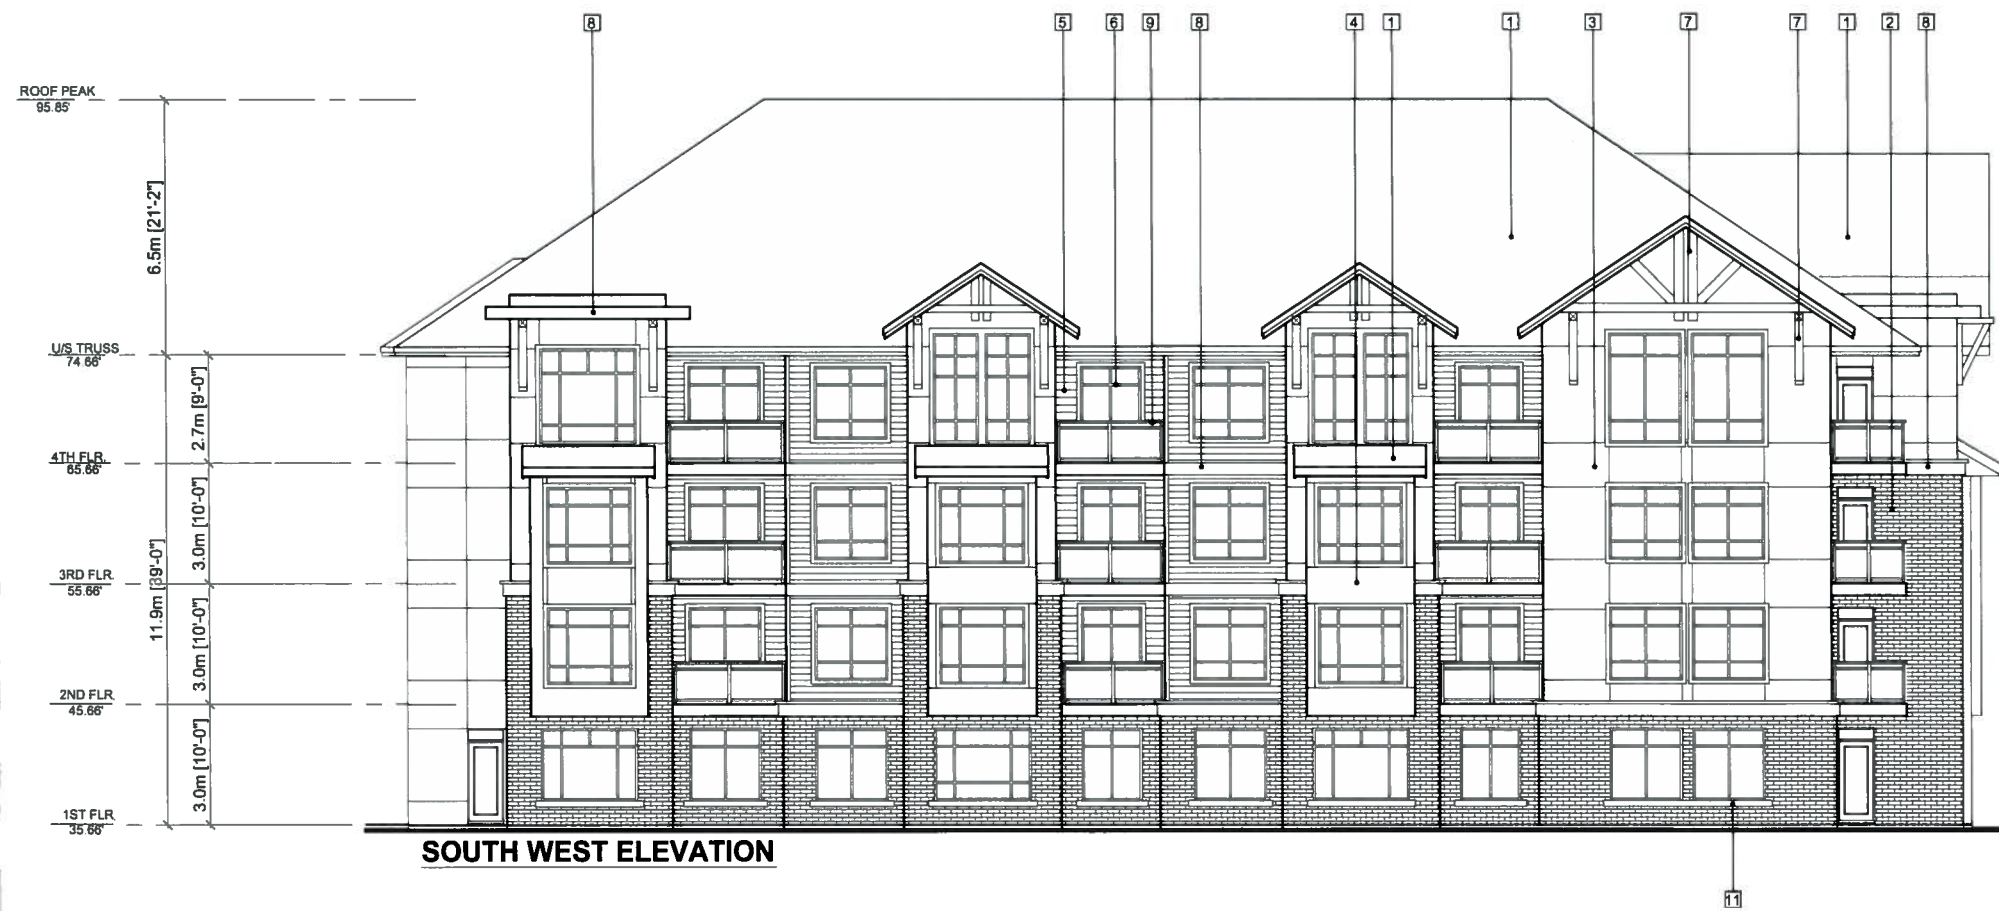 8 5 6 9 8 4 1 1 3 7 7 1 2 8
ROOF PEAK
95.85'
6.5m [21'-2"]
U/S TRUSS
74.66'
2.7m [9'-0"]
4TH FLR.
65.66'
3.0m [10'-0"]
11.9m [39'-0"]
3RD FLR.
55.66'
3.0m [10'-0"]
2ND FLR.
45.66'
3.0m [10'-0"]
1ST FLR.
35.66'
SOUTH WEST ELEVATION
11